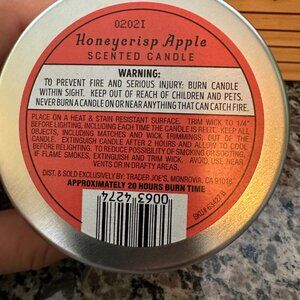 02021
Honeycrisp Apple
SCENTED CANDLE
WARNING:
TO PREVENT FIRE AND SERIOUS INJURY: BURN CANDLE
WITHIN SIGHT. KEEP OUT OF REACH OF CHILDREN AND PETS.
NEVER BURN A CANDLE ON OR NEAR ANYTHING THAT CAN CATCH FIRE.
PLACE ON A HEAT & STAIN RESISTANT SURFACE. TRIM WICK TO 1/4"
BEFORE LIGHTING, INCLUDING EACH TIME THE CANDLE IS RELIT. KEEP ALL
OBJECTS, INCLUDING MATCHES AND WICK TRIMMINGS, OUT OF THE
CANDLE. EXTINGUISH CANDLE AFTER 2 HOURS AND ALLOW TO COOL
BEFORE RELIGHTING. TO REDUCE POSSIBILITY OF SMOKING OR SOOTING,
IF FLAME SMOKES, EXTINGUISH AND TRIM WICK. AVOID USE NEAR
VENTS OR IN DRAFTY AREAS.
DIST. & SOLD EXCLUSIVELY BY: TRADER JOE'S, MONROVIA, CA 91016
APPROXIMATELY 20 HOURS BURN TIME
0063
4274